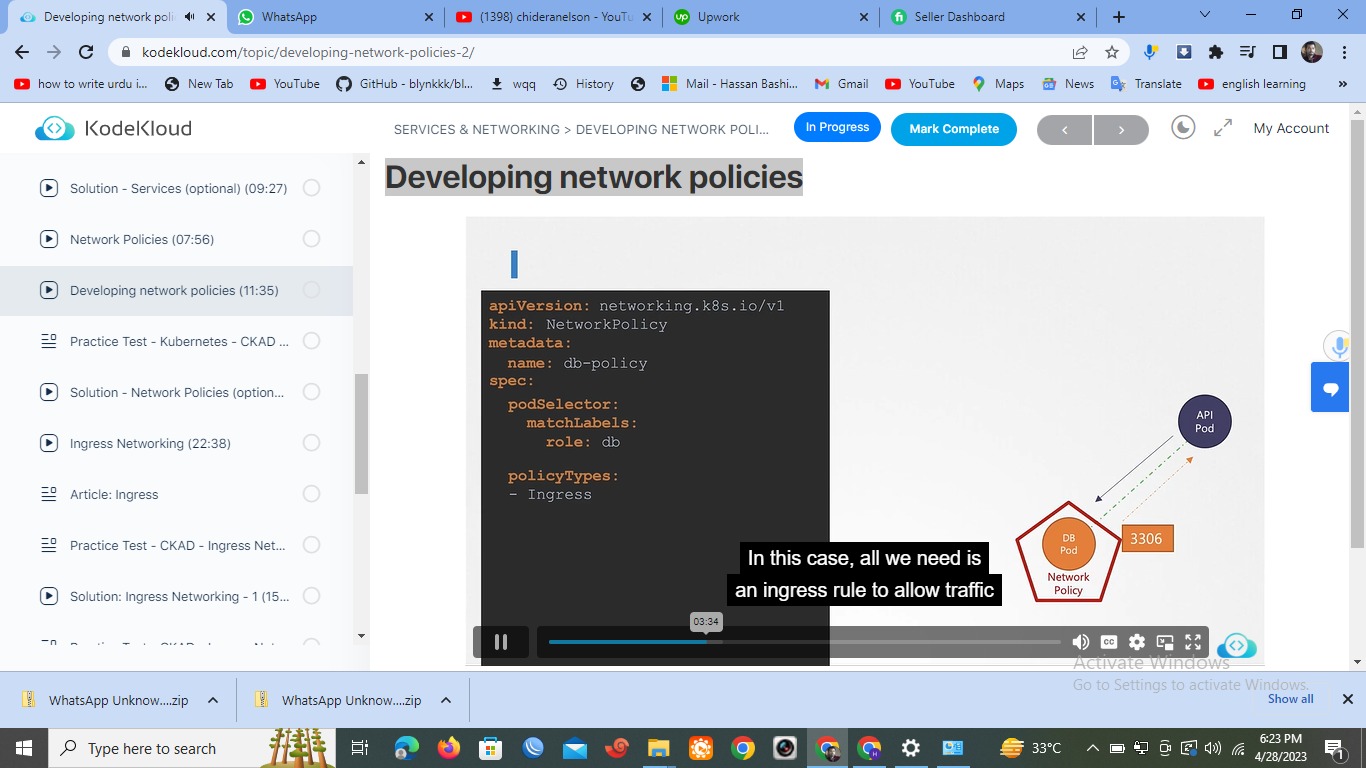 Developing network poli
WhatsApp
(1398) chideranelson - YouTu
Upwork
Seller Dashboard
kodekloud.com/topic/developing-network-policies-2/
how to write urdu i...
New Tab
YouTube
GitHub - blynkkk/bl...
wqq
History
Mail - Hassan Bashi...
Gmail
YouTube
Maps
News
Translate
english learning
»
KodeKloud
SERVICES & NETWORKING > DEVELOPING NETWORK POLI...
In Progress
Mark Complete
<
>
My Account
Solution - Services (optional) (09:27)
Network Policies (07:56)
Developing network policies (11:35)
Practice Test - Kubernetes - CKAD ...
Solution - Network Policies (option...
Ingress Networking (22:38)
Article: Ingress
Practice Test - CKAD - Ingress Net...
Solution: Ingress Networking - 1 (15...
Developing network policies
apiVersion: networking.k8s.io/v1
kind: NetworkPolicy
metadata:
name: db-policy
spec:
podSelector:
matchLabels:
role: db
policyTypes:
- Ingress
API
Pod
DB
Pod
3306
Network
Policy
In this case, all we need is
an ingress rule to allow traffic
03:34
CC
Activate Windows
Go to Settings to activate Windows.
WhatsApp Unknow....zip
WhatsApp Unknow....zip
Show all
Type here to search
33°C
6:23 PM
4/28/2023
1